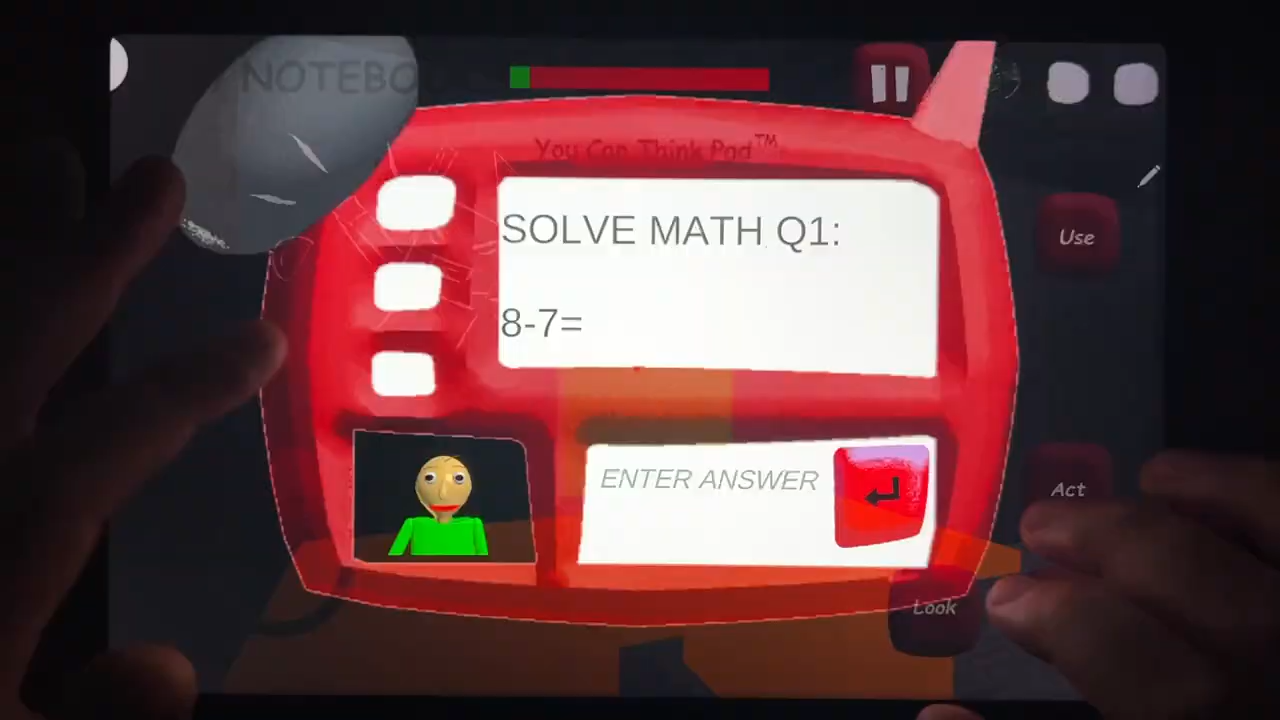 NOTEBO
You Can Think Pad™
SOLVE MATH Q1:
Use
8-7=
ENTER ANSWER
Act
Look